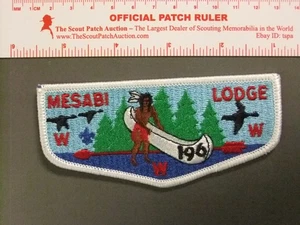 OFFICIAL PATCH RULER
The Scout Patch Auction - The Largest Dealer of Scouting Memorabilia in the World
www.TheScoutPatchAuction.com
Ebay ID: tspa
MESABI LODGE
W W
196
W